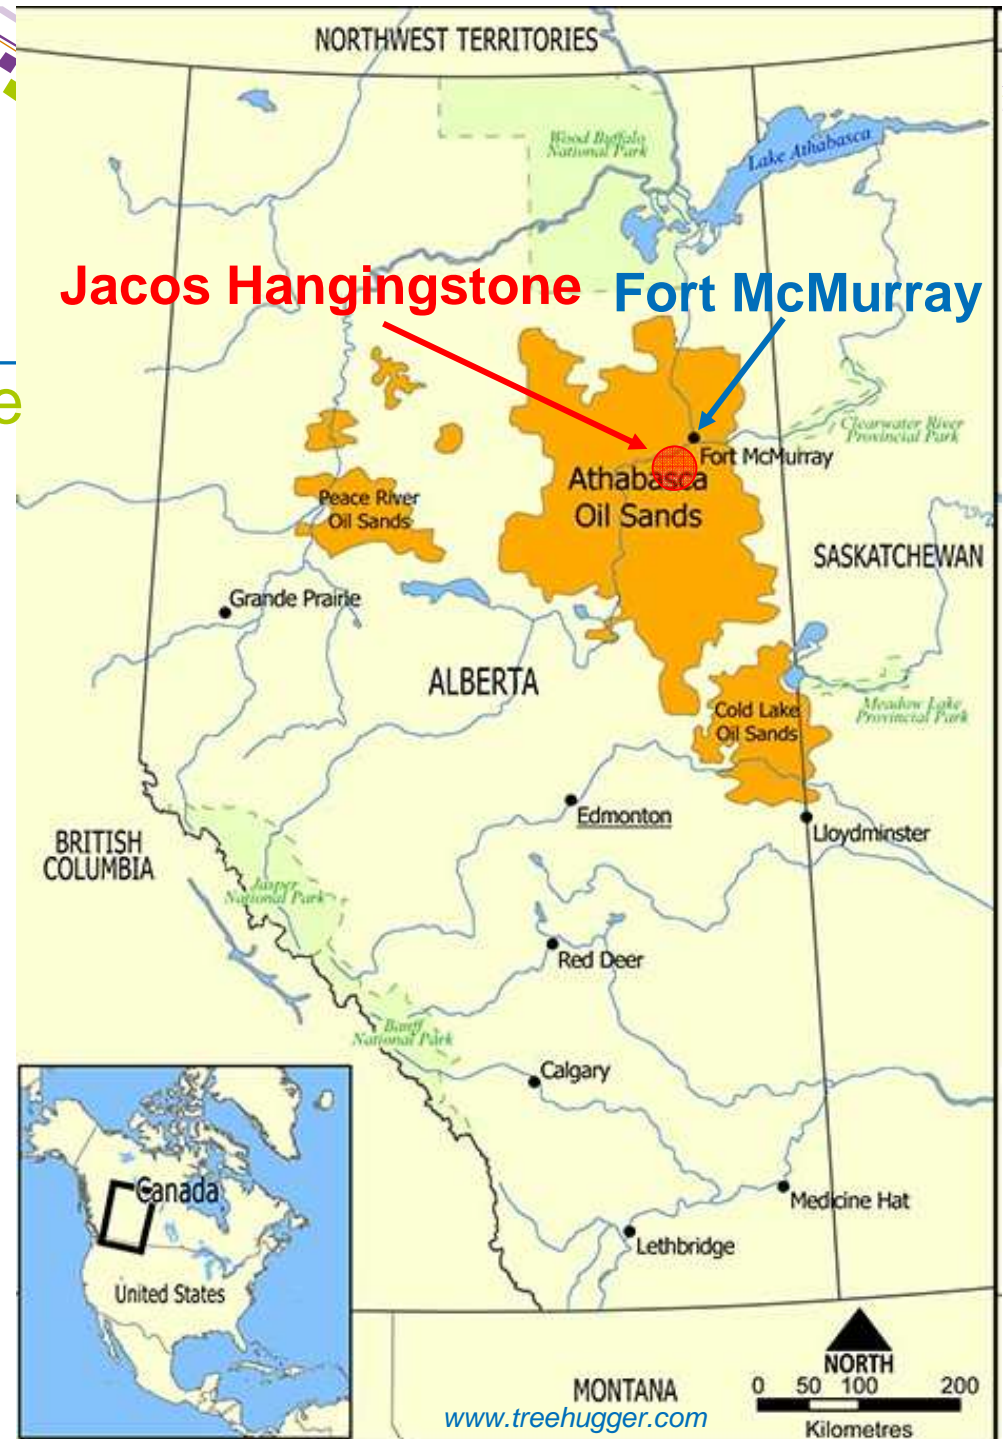 NORTHWEST TERRITORIES
Wood Buffalo
National Park
Lake Athabasca
Jacos Hangingstone
Fort McMurray
e
Clearwater River
Provincial Park
Fort McMurray
Athabasca
Oil Sands
Peace River
Oil Sands
SASKATCHEWAN
Grande Prairie
ALBERTA
Meadow Lake
Provincial Park
Cold Lake
Oil Sands
Edmonton
Lloydminster
BRITISH
COLUMBIA
Jasper
National Park
Red Deer
Banff
National Park
Calgary
Canada
Medicine Hat
Lethbridge
United States
NORTH
MONTANA
0 50 100 200
www.treehugger.com
Kilometres